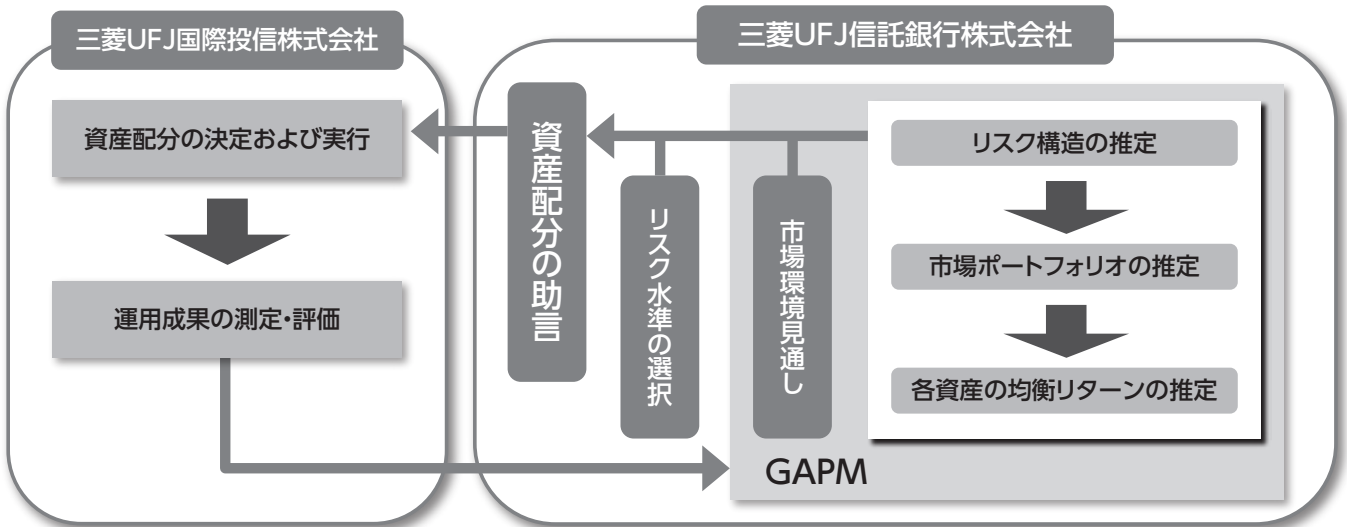 三菱UFJ国際投信株式会社
資産配分の決定および実行
運用成果の測定・評価
三菱UFJ信託銀行株式会社
資産配分の助言
リスク水準の選択
市場環境見通し
リスク構造の推定
市場ポートフォリオの推定
各資産の均衡リターンの推定
GAPM